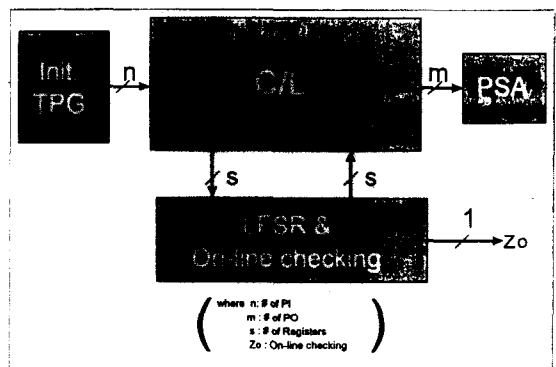 Init.
TPG
n
C/L
m
PSA
s
s
LFSR &
On-line checking
1
Zo
where n: # of PI
m : # of PO
s : # of Registers
Zo : On-line checking